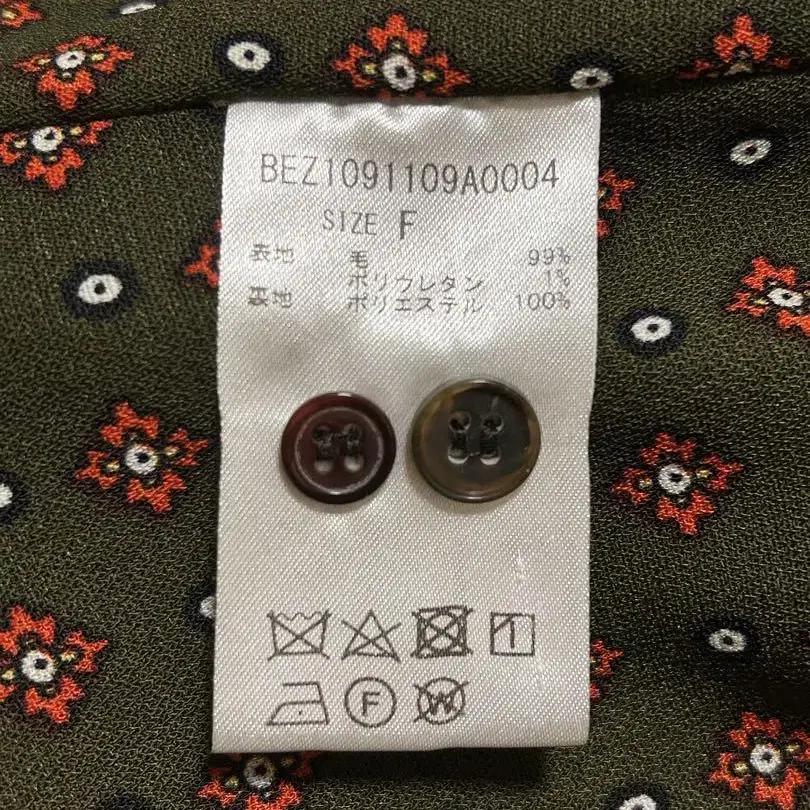 BEZ1091109A0004
SIZE F
表地 毛 99%
ポリウレタン 1%
裏地 ポリエステル 100%
F W